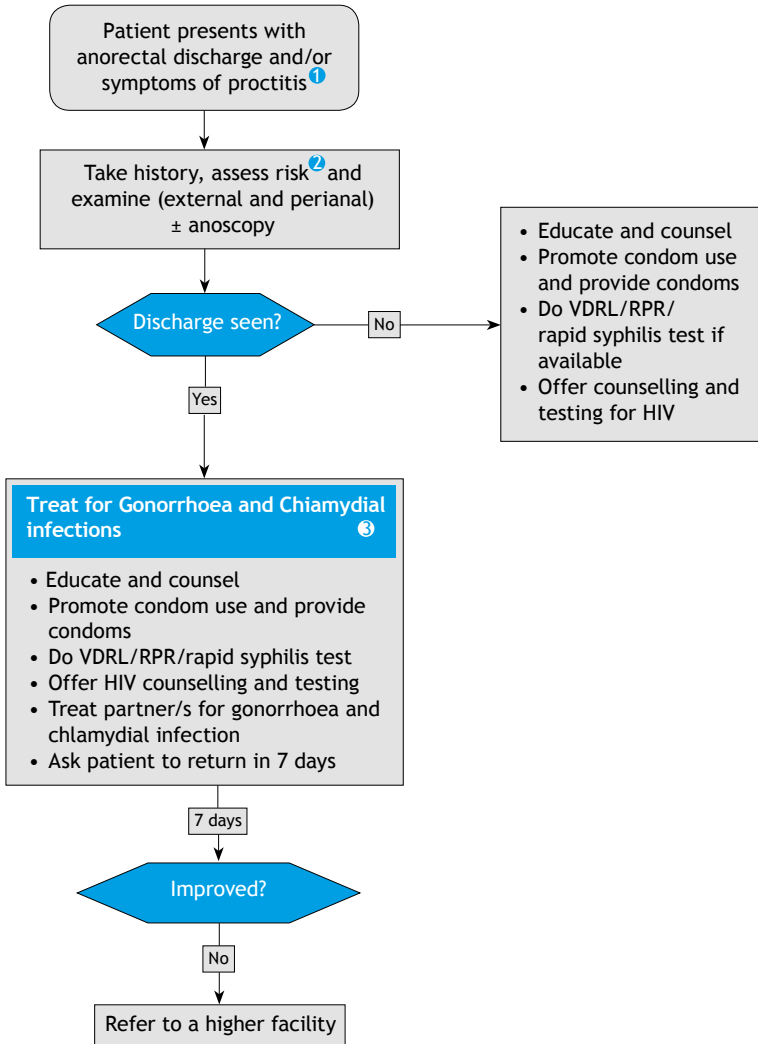 Patient presents with
anorectal discharge and/or
symptoms of proctitis 1
Take history, assess risk 2 and
examine (external and perianal)
± anoscopy
Discharge seen?
No
• Educate and counsel
• Promote condom use
and provide condoms
• Do VDRL/RPR/
rapid syphilis test if
available
• Offer counselling and
testing for HIV
Yes
Treat for Gonorrhoea and Chiamydial
infections 3
• Educate and counsel
• Promote condom use and provide
condoms
• Do VDRL/RPR/rapid syphilis test
• Offer HIV counselling and testing
• Treat partner/s for gonorrhoea and
chlamydial infection
• Ask patient to return in 7 days
7 days
Improved?
No
Refer to a higher facility